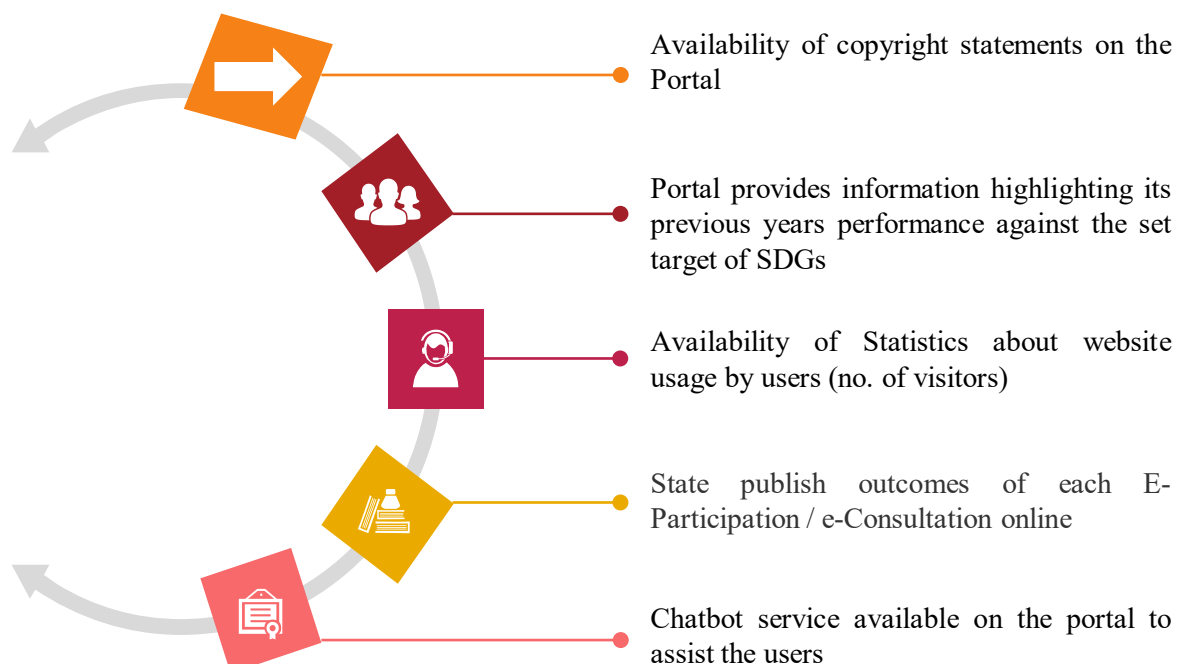 Availability of copyright statements on the
Portal
Portal provides information highlighting its
previous years performance against the set
target of SDGs
Availability of Statistics about website
usage by users (no. of visitors)
State publish outcomes of each E-
Participation / e-Consultation online
Chatbot service available on the portal to
assist the users